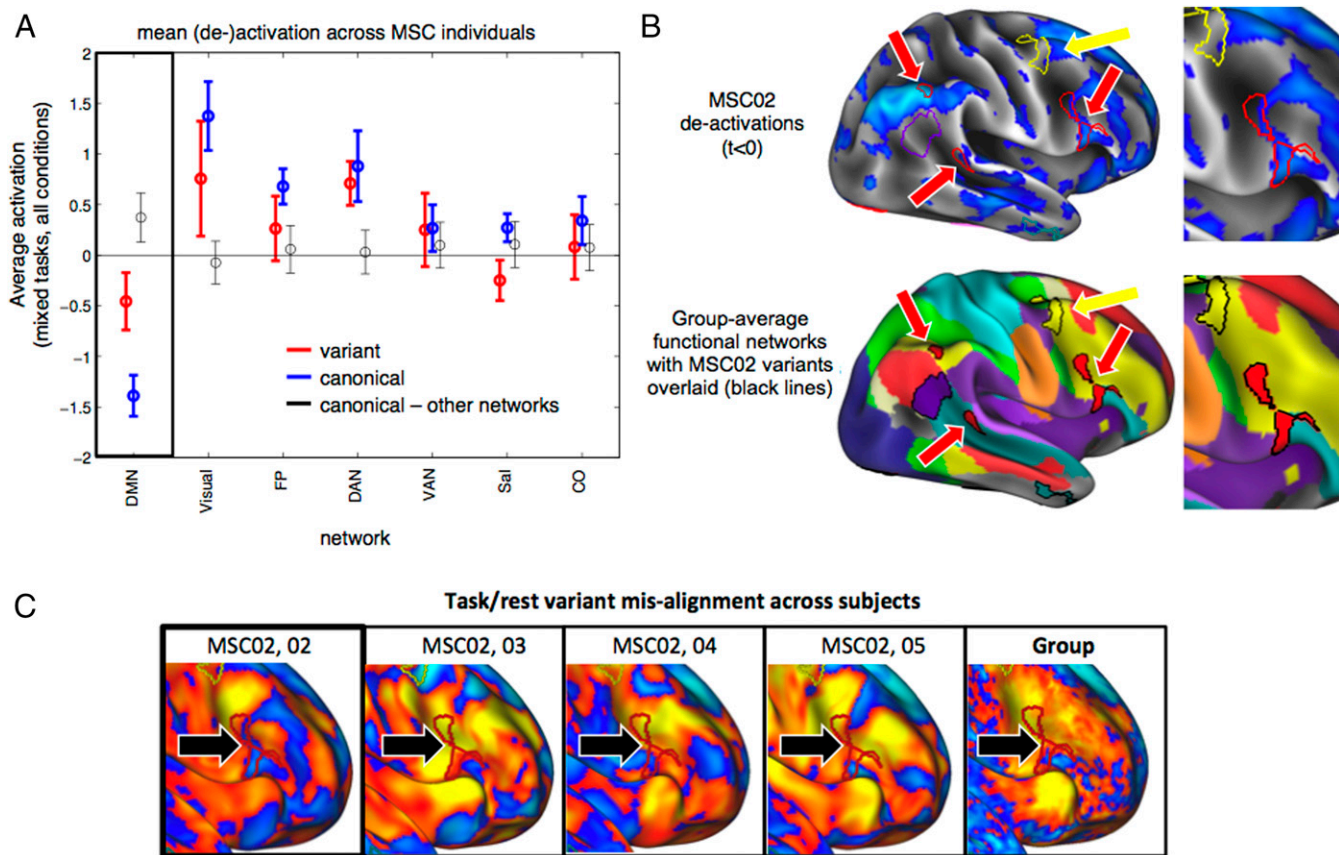 A
mean (de-)activation across MSC individuals
Average activation
(mixed tasks, all conditions)
2
1.5
1
0.5
0
-0.5
-1
-1.5
-2
variant
canonical
canonical – other networks
DMN
Visual
FP
DAN
VAN
Sal
CO
network
B
MSC02
de-activations
(t<0)
Group-average
functional networks
with MSC02 variants
overlaid (black lines)
C
Task/rest variant mis-alignment across subjects
MSC02, 02
MSC02, 03
MSC02, 04
MSC02, 05
Group